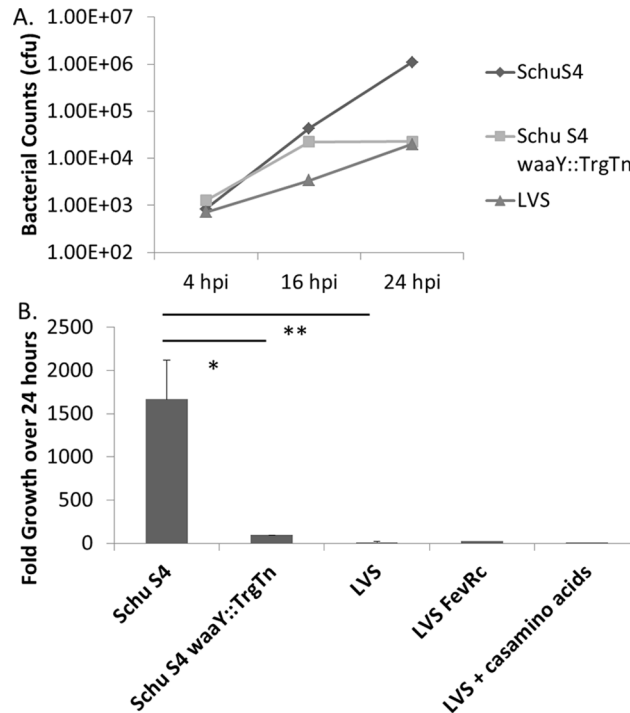 A.
Bacterial Counts (cfu)
1.00E+07
1.00E+06
1.00E+05
1.00E+04
1.00E+03
1.00E+02
4 hpi 16 hpi 24 hpi
SchuS4
Schu S4
waaY::TrgTn
LVS
B.
Fold Growth over 24 hours
2500
2000
1500
1000
500
0
**
*
Schu S4
Schu S4 waaY::TrgTn
LVS
LVS FevRc
LVS + casamino acids